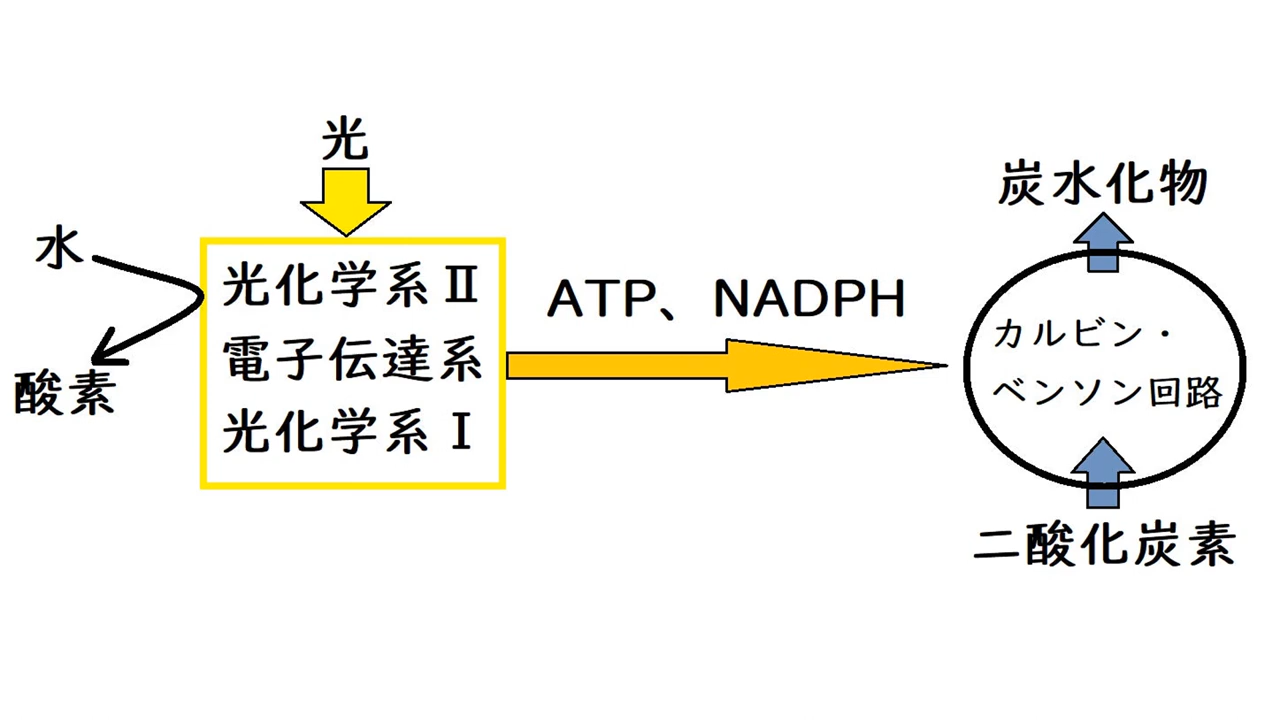 光
水
酸素
光化学系Ⅱ
電子伝達系
光化学系Ⅰ
ATP、NADPH
炭水化物
カルビン・
ベンソン回路
二酸化炭素